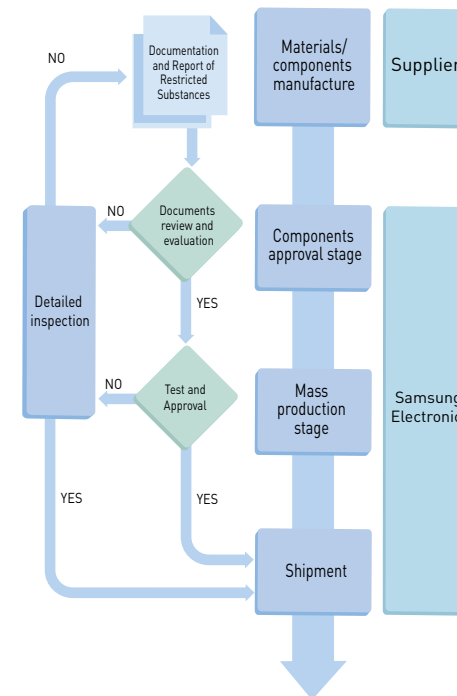 NO
Documentation
and Report of
Restricted
Substances
Materials/
components
manufacture
Supplier
NO
Documents
review and
evaluation
Components
approval stage
Detailed
inspection
YES
NO
Test and
Approval
Mass
production
stage
Samsung
Electronic
YES
YES
Shipment